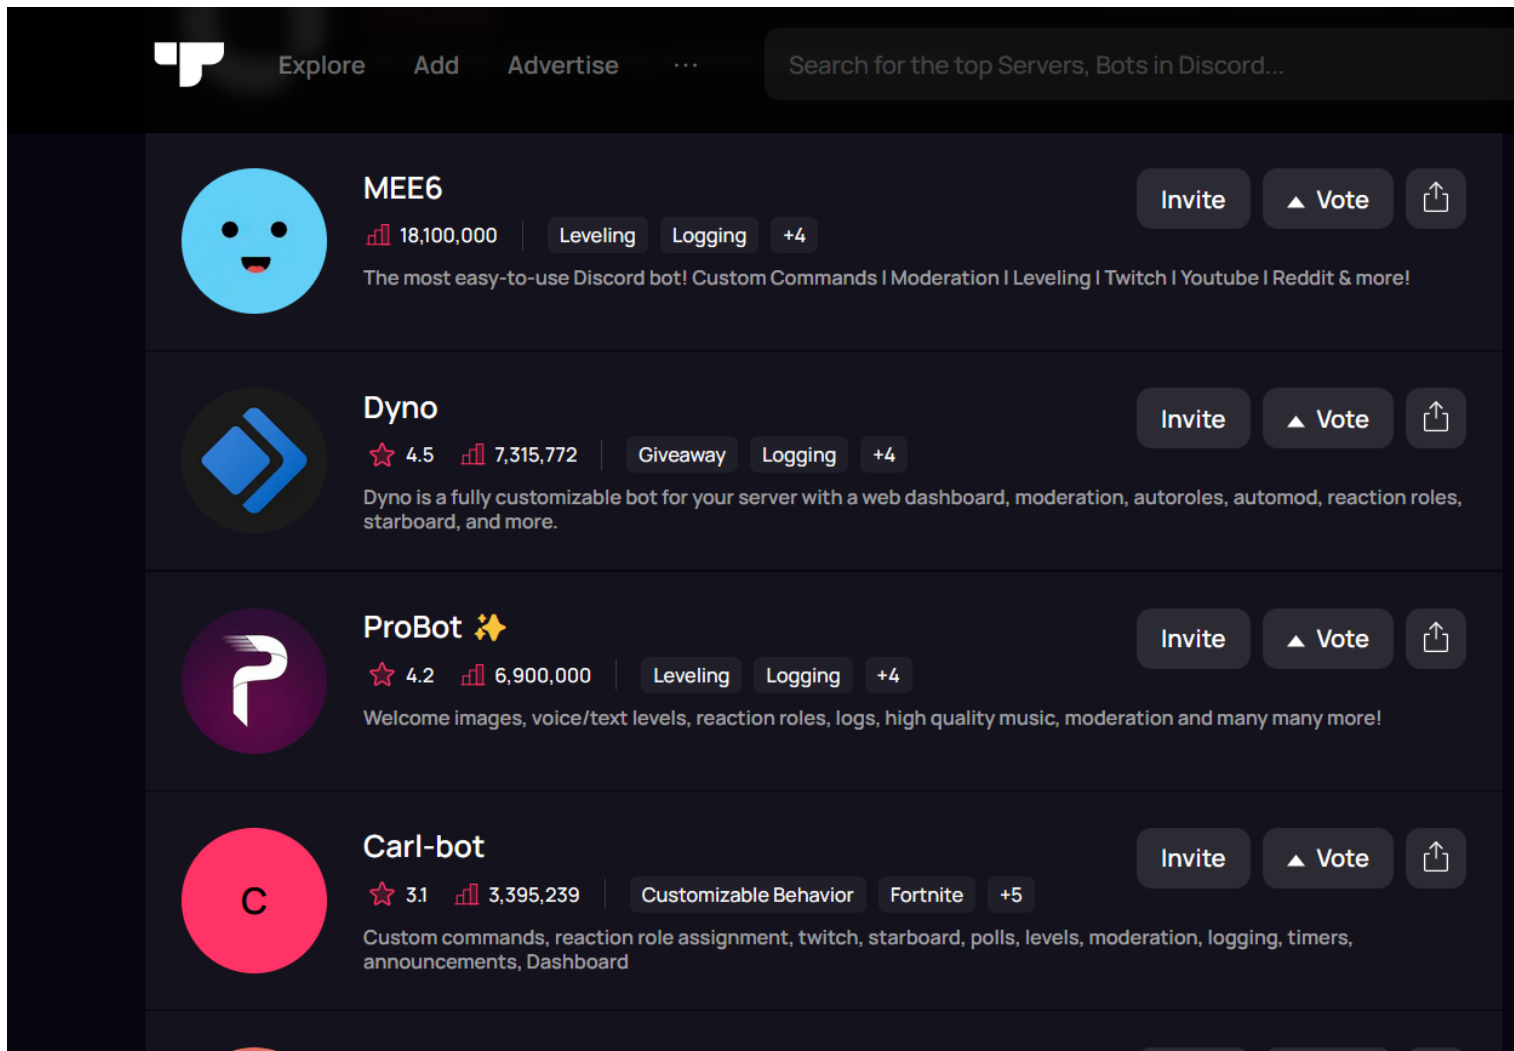 Explore Add Advertise ... Search for the top Servers, Bots in Discord...
MEE6
Invite Vote
18,100,000 Leveling Logging +4
The most easy-to-use Discord bot! Custom Commands | Moderation | Leveling | Twitch | Youtube | Reddit & more!
Dyno
Invite Vote
4.5 7,315,772 Giveaway Logging +4
Dyno is a fully customizable bot for your server with a web dashboard, moderation, autoroles, automod, reaction roles,
starboard, and more.
ProBot ✨
Invite Vote
4.2 6,900,000 Leveling Logging +4
Welcome images, voice/text levels, reaction roles, logs, high quality music, moderation and many many more!
Carl-bot
Invite Vote
C
3.1 3,395,239 Customizable Behavior Fortnite +5
Custom commands, reaction role assignment, twitch, starboard, polls, levels, moderation, logging, timers,
announcements, Dashboard